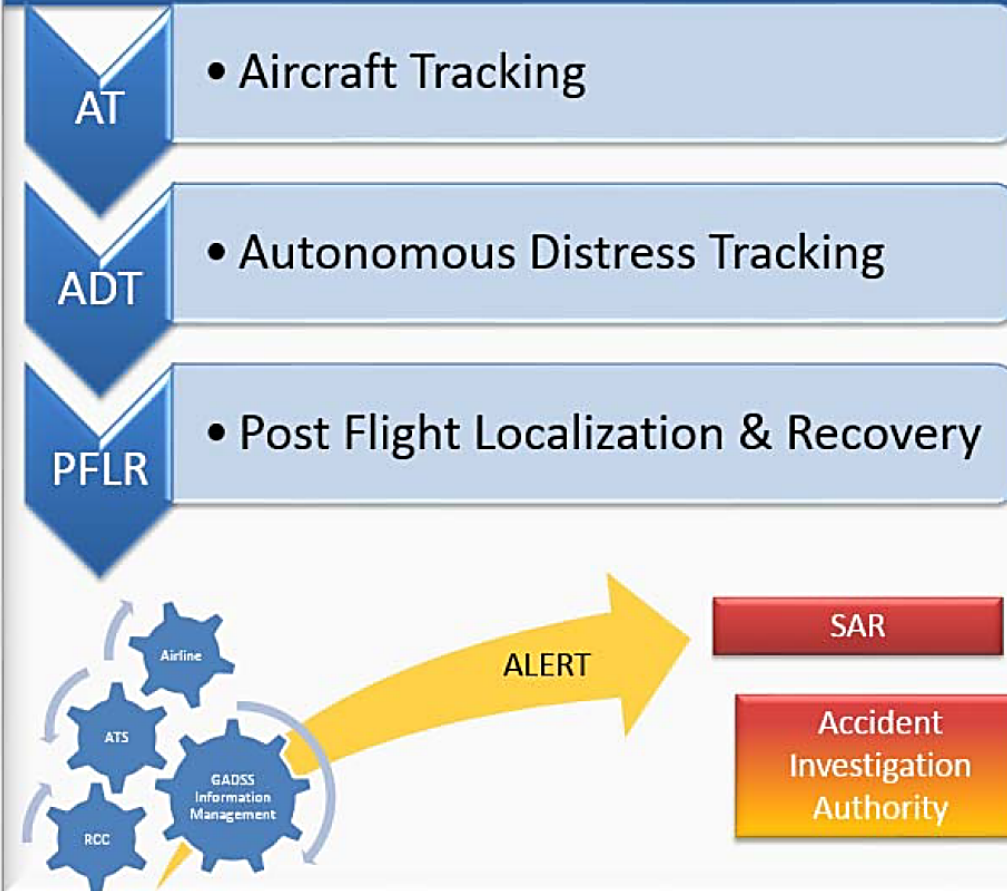 AT
• Aircraft Tracking
ADT
• Autonomous Distress Tracking
PFLR
• Post Flight Localization & Recovery
Airline
ATS
GADSS
Information
Management
RCC
ALERT
SAR
Accident
Investigation
Authority